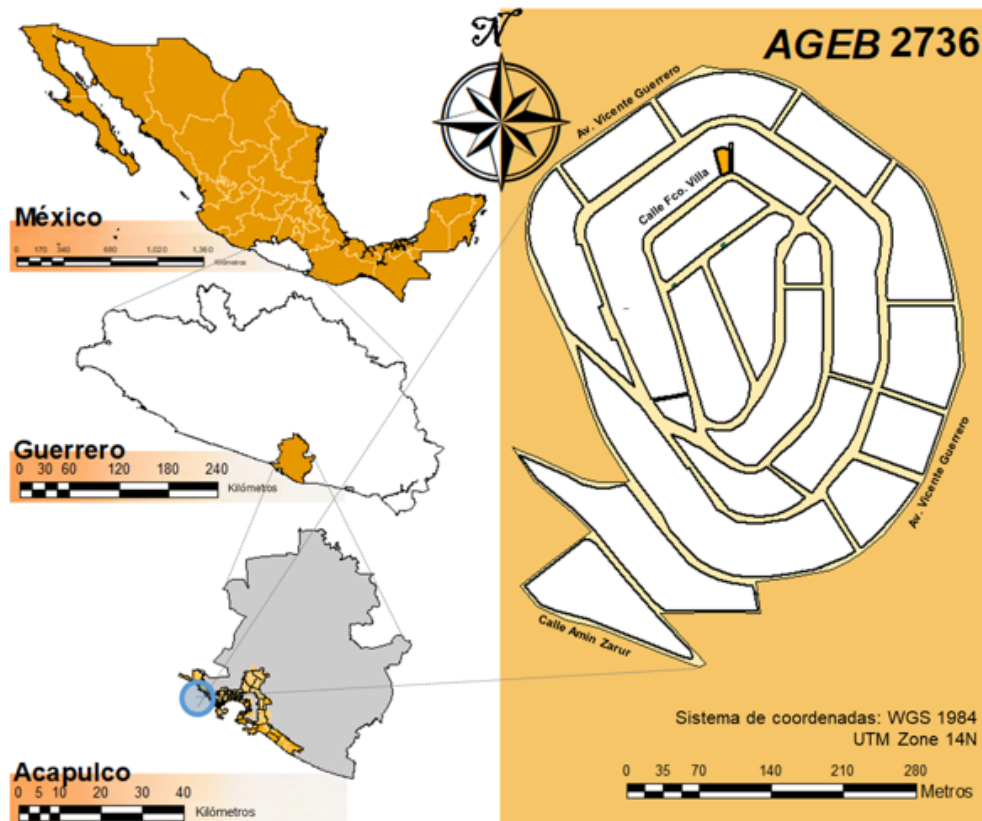 N
AGEB 2736
Av. Vicente Guerrero
Calle Fco. Villa
México
0 170 340 680 1,020 1,360
Kilómetros
Guerrero
0 30 60 120 180 240
Kilómetros
Av. Vicente Guerrero
Calle Amin Zarur
Acapulco
0 5 10 20 30 40
Kilómetros
Sistema de coordenadas: WGS 1984
UTM Zone 14N
0 35 70 140 210 280
Metros